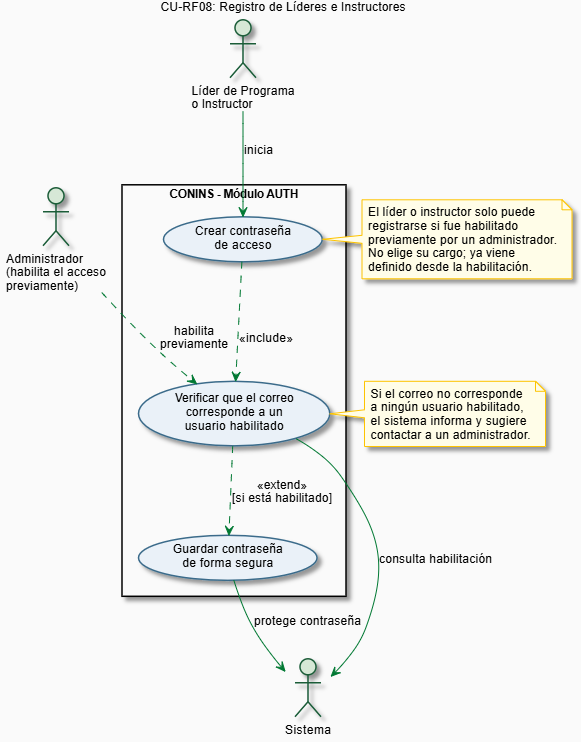 CU-RF08: Registro de Líderes e Instructores
Líder de Programa
o Instructor
inicia
CONINS - Módulo AUTH
Crear contraseña
de acceso
El líder o instructor solo puede
registrarse si fue habilitado
previamente por un administrador.
No elige su cargo; ya viene
definido desde la habilitación.
Administrador
(habilita el acceso
previamente)
habilita
previamente
«include»
Verificar que el correo
corresponde a un
usuario habilitado
Si el correo no corresponde
a ningún usuario habilitado,
el sistema informa y sugiere
contactar a un administrador.
«extend»
[si está habilitado]
Guardar contraseña
de forma segura
consulta habilitación
protege contraseña
Sistema